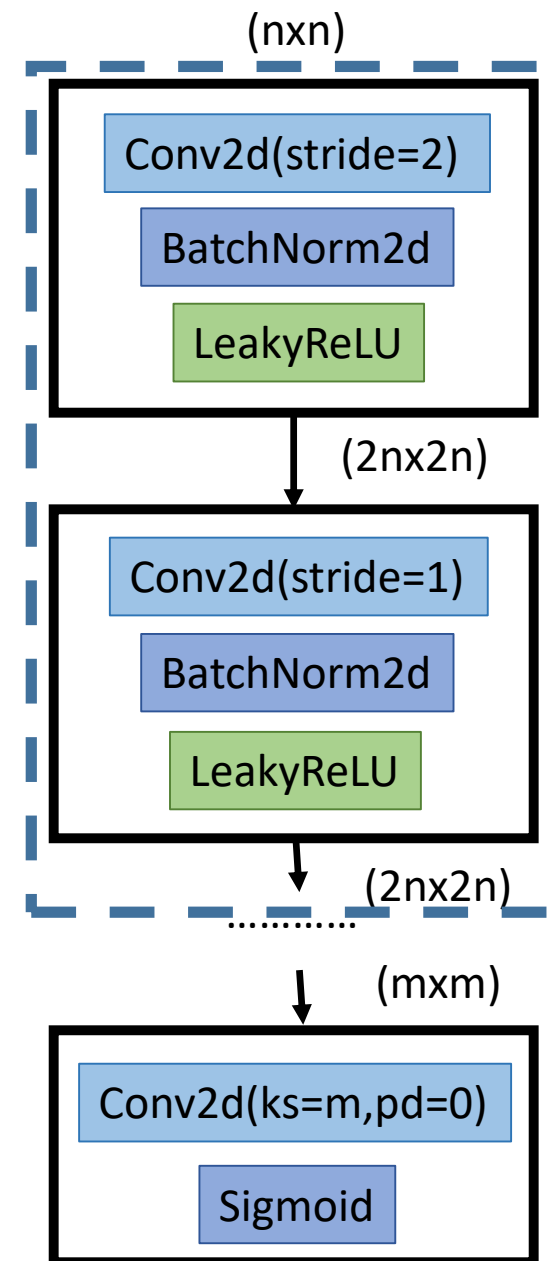 (nxn)
Conv2d(stride=2)
BatchNorm2d
LeakyReLU
(2nx2n)
Conv2d(stride=1)
BatchNorm2d
LeakyReLU
(2nx2n)
.............
(mxm)
Conv2d(ks=m,pd=0)
Sigmoid